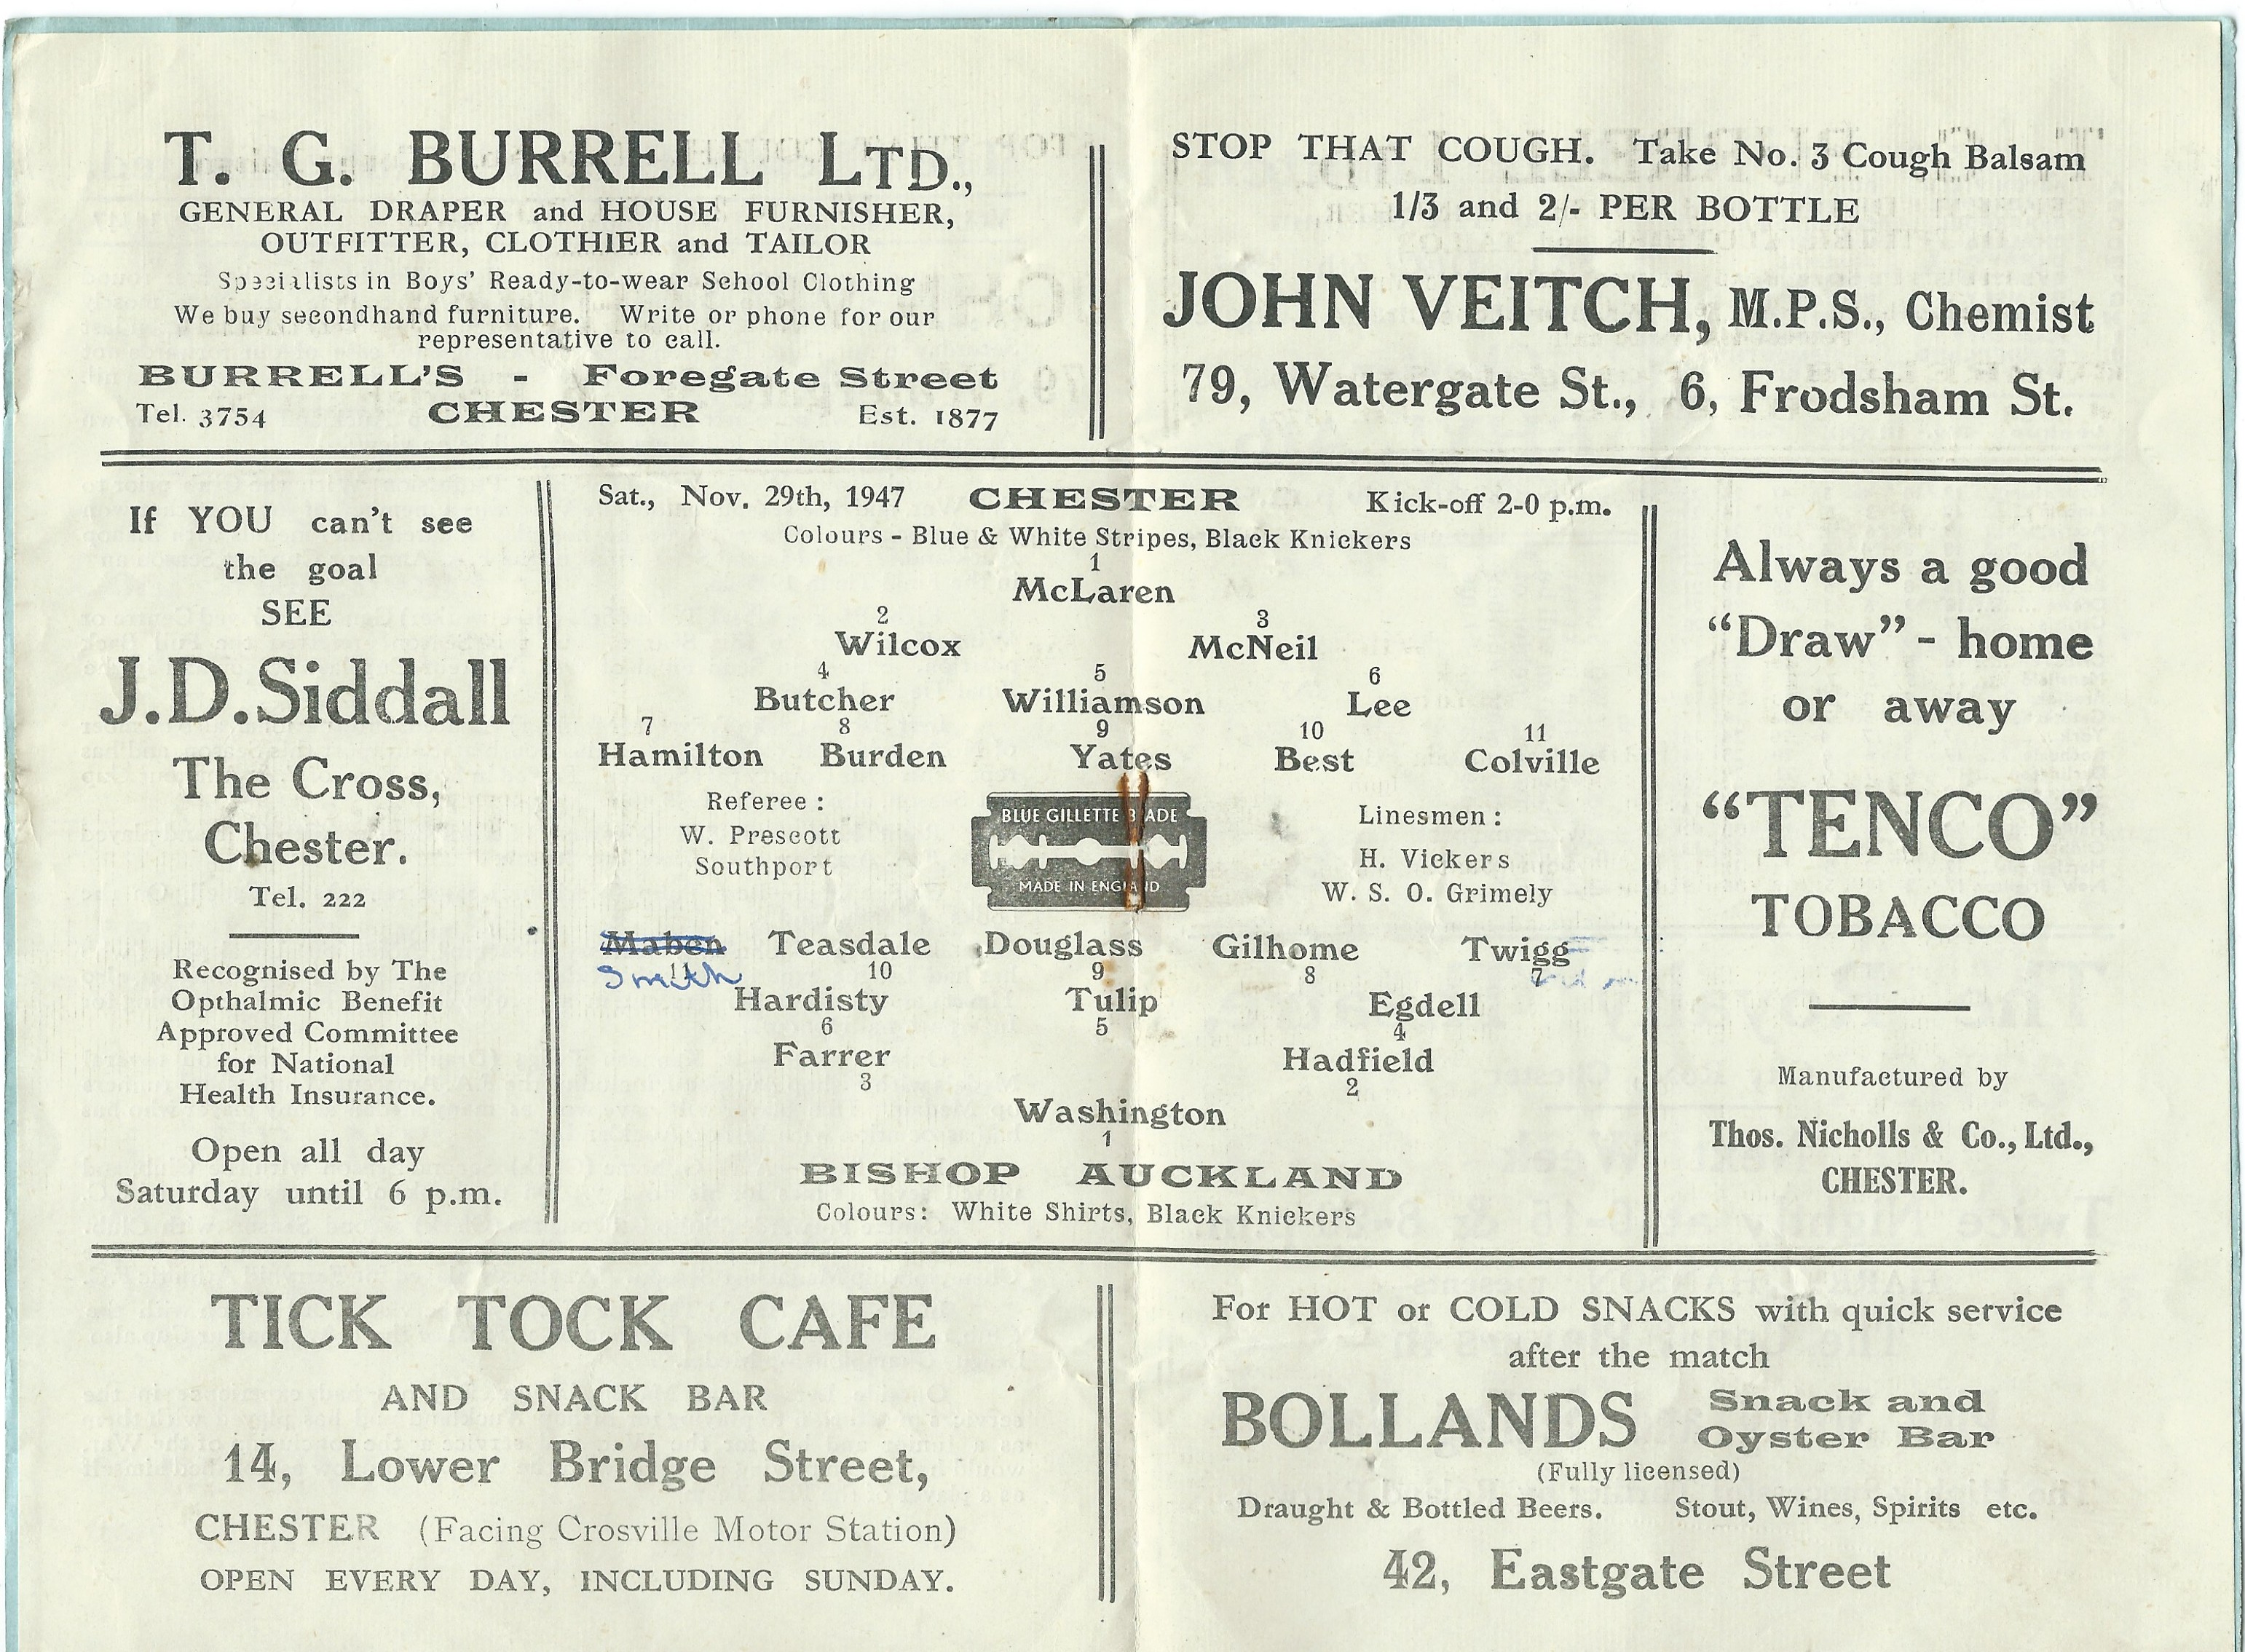 T. G. BURRELL LTD.,
GENERAL DRAPER and HOUSE FURNISHER,
OUTFITTER, CLOTHIER and TAILOR
Specialists in Boys' Ready-to-wear School Clothing
We buy secondhand furniture. Write or phone for our
representative to call.
BURRELL'S - Foregate Street
Tel. 3754 CHESTER Est. 1877
STOP THAT COUGH. Take No. 3 Cough Balsam
1/3 and 2/- PER BOTTLE
JOHN VEITCH, M.P.S., Chemist
79, Watergate St., 6, Frodsham St.
If YOU can't see
the goal
SEE
J.D.Siddall
The Cross,
Chester.
Tel. 222
Recognised by The
Opthalmic Benefit
Approved Committee
for National
Health Insurance.
Open all day
Saturday until 6 p.m.
Sat., Nov. 29th, 1947 CHESTER Kick-off 2-0 p.m.
Colours - Blue & White Stripes, Black Knickers
1
McLaren
2 3
Wilcox McNeil
4 5 6
Butcher Williamson Lee
7 8 9 10 11
Hamilton Burden Yates Best Colville
Referee :
W. Prescott
Southport
BLUE GILLETTE BLADE
MADE IN ENGLAND
Linesmen :
H. Vickers
W. S. O. Grimely
Maben Teasdale Douglass Gilhome Twigg
Smith 11 10 9 8 7
Hardisty Tulip Egdell
6 5 4
Farrer Hadfield
3 2
Washington
1
BISHOP AUCKLAND
Colours: White Shirts, Black Knickers
Always a good
"Draw" - home
or away
"TENCO"
TOBACCO
Manufactured by
Thos. Nicholls & Co., Ltd.,
CHESTER.
TICK TOCK CAFE
AND SNACK BAR
14, Lower Bridge Street,
CHESTER (Facing Crosville Motor Station)
OPEN EVERY DAY, INCLUDING SUNDAY.
For HOT or COLD SNACKS with quick service
after the match
BOLLANDS Snack and
Oyster Bar
(Fully licensed)
Draught & Bottled Beers. Stout, Wines, Spirits etc.
42, Eastgate Street